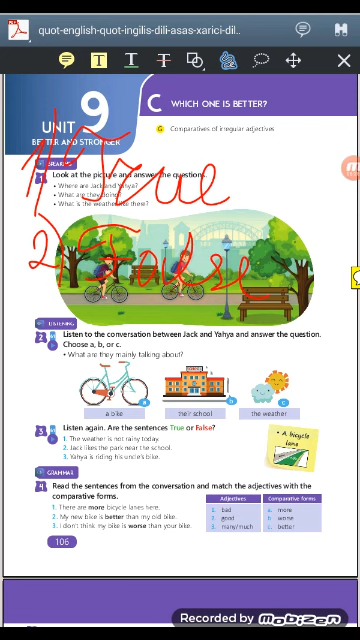 quot-english-quot-ingilis-dili-asas-xarici-dil..
UNIT
9
BETTER AND STRONGER
C WHICH ONE IS BETTER?
G Comparatives of irregular adjectives
1) True
2) False
SPEAKING
1 Look at the picture and answer the questions.
• Where are Jack and Yahya?
• What are they doing?
• What is the weather like there?
LISTENING
2 Listen to the conversation between Jack and Yahya and answer the question.
Choose a, b, or c.
• What are they mainly talking about?
SCHOOL
a b c
a bike their school the weather
3 Listen again. Are the sentences True or False?
1. The weather is not rainy today.
2. Jack likes the park near the school.
3. Yahya is riding his uncle's bike.
• A bicycle
lane
GRAMMAR
4 Read the sentences from the conversation and match the adjectives with the
comparative forms.
1. There are more bicycle lanes here.
2. My new bike is better than my old bike.
3. I don't think my bike is worse than your bike.
Adjectives Comparative forms
1. bad a. more
2. good b. worse
3. many/much c. better
106
Recorded by MOBIZEN